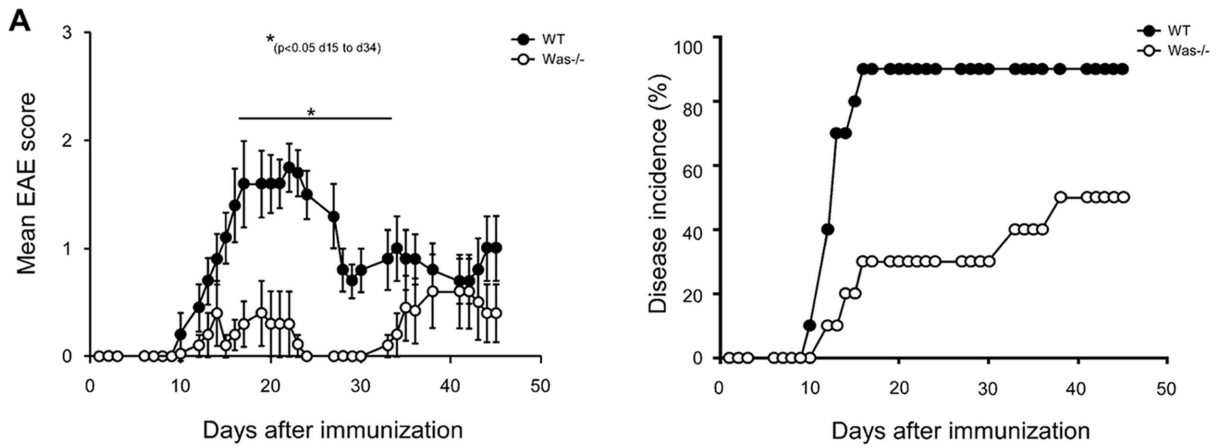 A
3
2
1
0
0
10
20
30
40
50
Mean EAE score
Days after immunization
*(p<0.05 d15 to d34)
*
WT
Was-/-
100
80
60
40
20
0
0
10
20
30
40
50
Disease incidence (%)
Days after immunization
WT
Was-/-